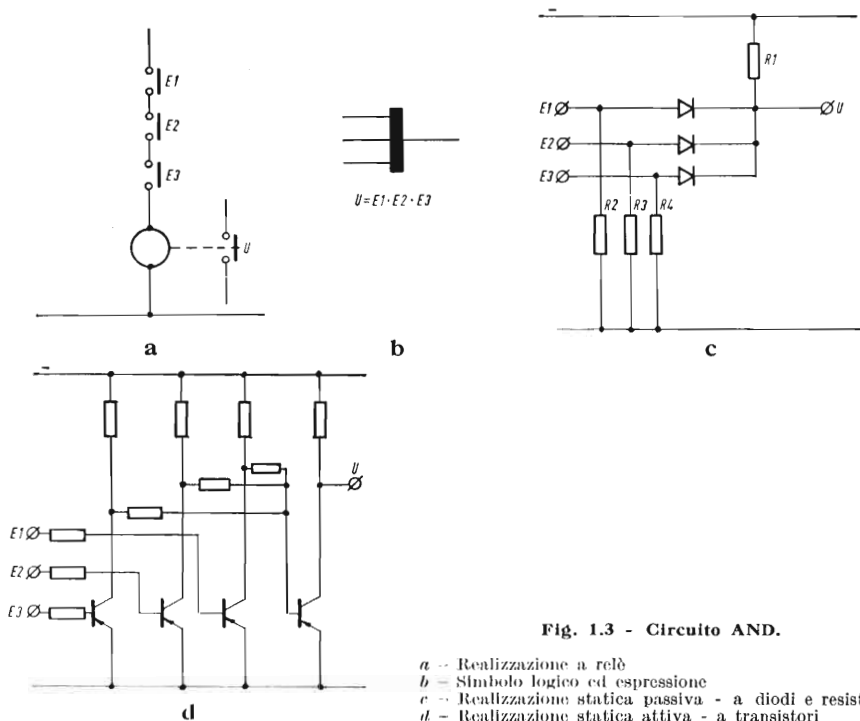 E1
E2
E3
U
a
U=E1·E2·E3
b
–
R1
E1
E2
E3
U
R2 R3 R4
c
–
U
E1
E2
E3
d
Fig. 1.3 - Circuito AND.
a – Realizzazione a relè
b – Simbolo logico ed espressione
c – Realizzazione statica passiva - a diodi e resist
d – Realizzazione statica attiva - a transistori